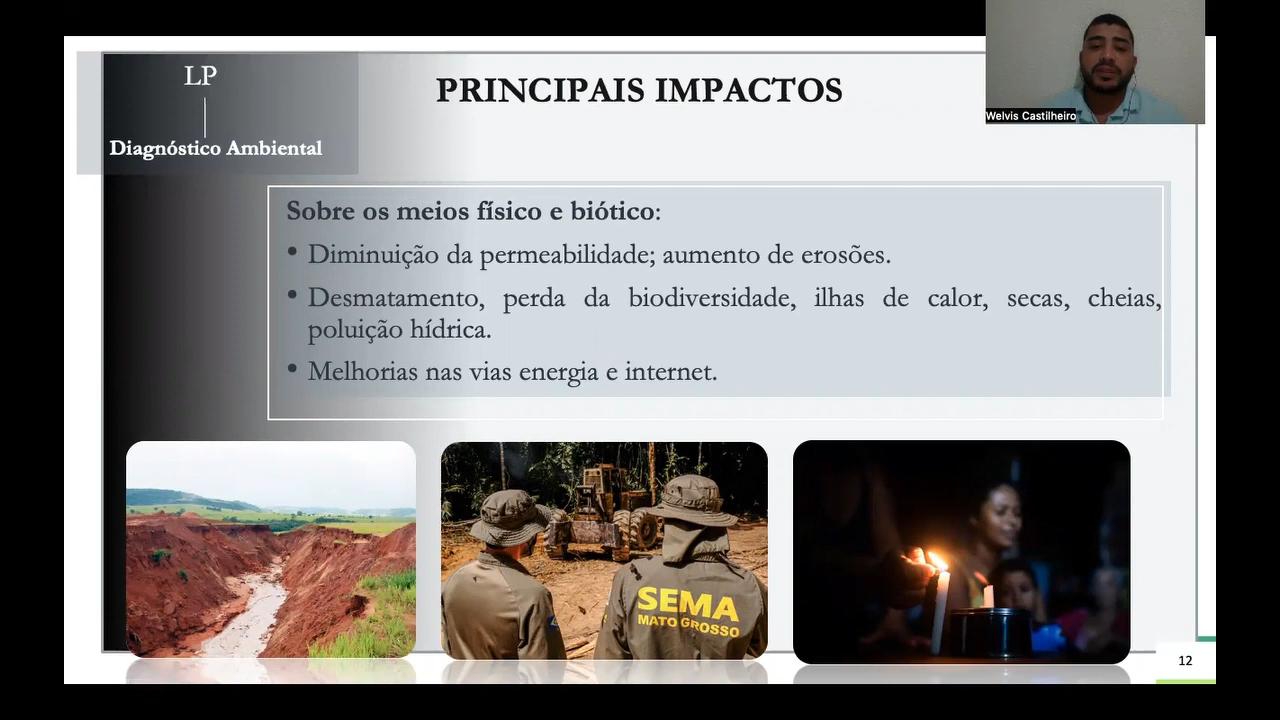 LP
Diagnóstico Ambiental
PRINCIPAIS IMPACTOS
Welvis Castilheiro
Sobre os meios físico e biótico:
• Diminuição da permeabilidade; aumento de erosões.
• Desmatamento, perda da biodiversidade, ilhas de calor, secas, cheias,
poluição hídrica.
• Melhorias nas vias energia e internet.
SEMA
MATO GROSSO
12